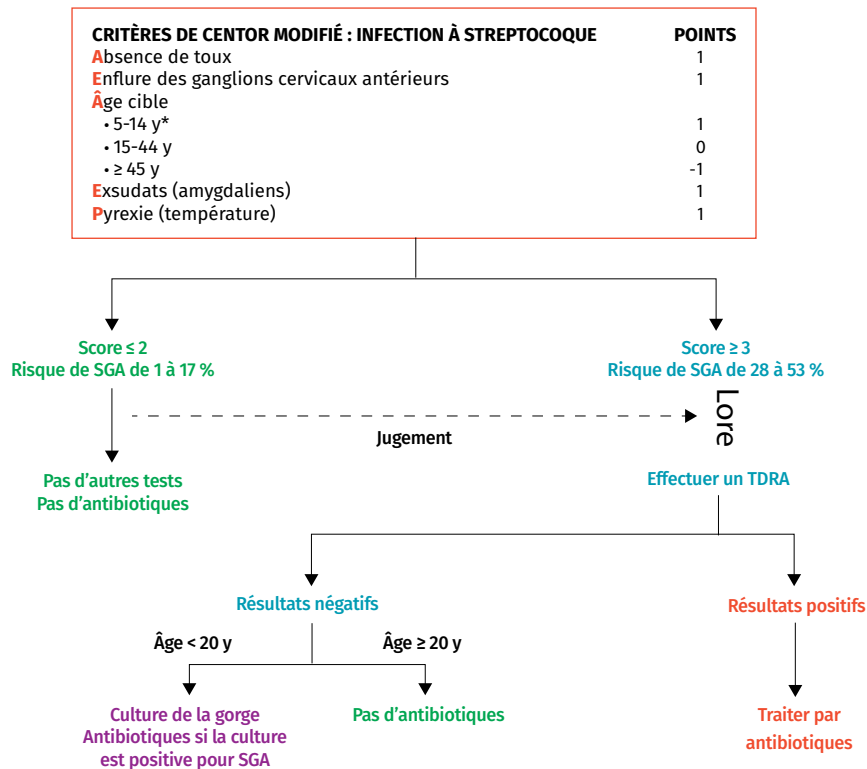 CRITÈRES DE CENTOR MODIFIÉ : INFECTION À STREPTOCOQUE POINTS
Absence de toux 1
Enflure des ganglions cervicaux antérieurs 1
Âge cible
• 5-14 y* 1
• 15-44 y 0
• ≥ 45 y -1
Exsudats (amygdaliens) 1
Pyrexie (température) 1
Score ≤ 2
Risque de SGA de 1 à 17 %
Score ≥ 3
Risque de SGA de 28 à 53 %
Lore
Jugement
Pas d'autres tests
Pas d'antibiotiques
Effectuer un TDRA
Résultats négatifs
Résultats positifs
Âge < 20 y
Âge ≥ 20 y
Culture de la gorge
Antibiotiques si la culture
est positive pour SGA
Pas d'antibiotiques
Traiter par
antibiotiques